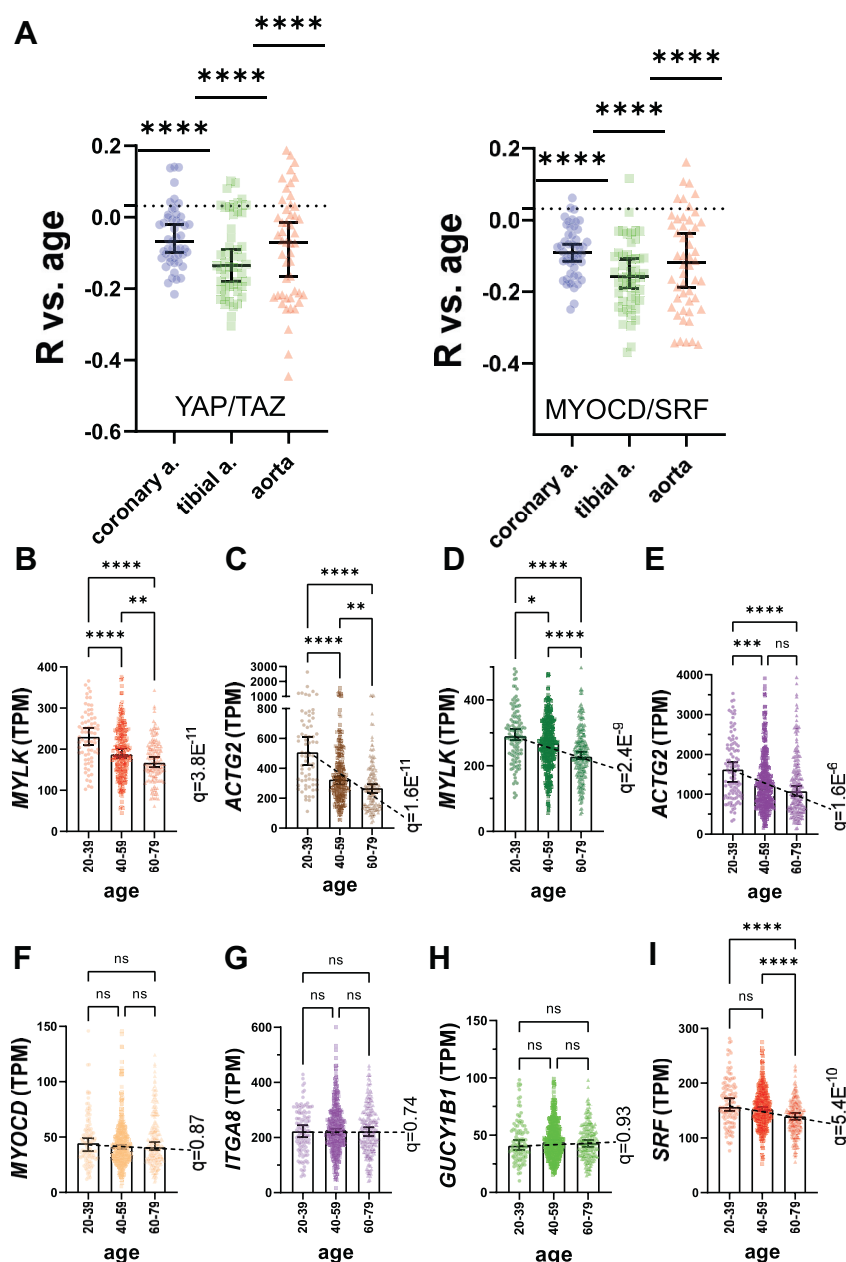 A
****
****
****
0.2
0.0
-0.2
-0.4
-0.6
R vs. age
YAP/TAZ
coronary a.
tibial a.
aorta
****
****
****
0.2
0.0
-0.2
-0.4
R vs. age
MYOCD/SRF
coronary a.
tibial a.
aorta
B
****
**
****
400
300
200
100
0
MYLK (TPM)
20-39
40-59
60-79
age
q=3.8E-11
C
****
**
****
3000
2000
1000
1000
800
600
400
200
0
ACTG2 (TPM)
20-39
40-59
60-79
age
q=1.6E-11
D
****
*
****
400
200
0
MYLK (TPM)
20-39
40-59
60-79
age
q=2.4E-9
E
****
***
ns
4000
3000
2000
1000
0
ACTG2 (TPM)
20-39
40-59
60-79
age
q=1.6E-6
F
ns
ns
ns
150
100
50
0
MYOCD (TPM)
20-39
40-59
60-79
age
q=0.87
G
ns
ns
ns
600
400
200
0
ITGA8 (TPM)
20-39
40-59
60-79
age
q=0.74
H
ns
ns
ns
150
100
50
0
GUCY1B1 (TPM)
20-39
40-59
60-79
age
q=0.93
I
****
****
ns
300
200
100
0
SRF (TPM)
20-39
40-59
60-79
age
q=5.4E-10